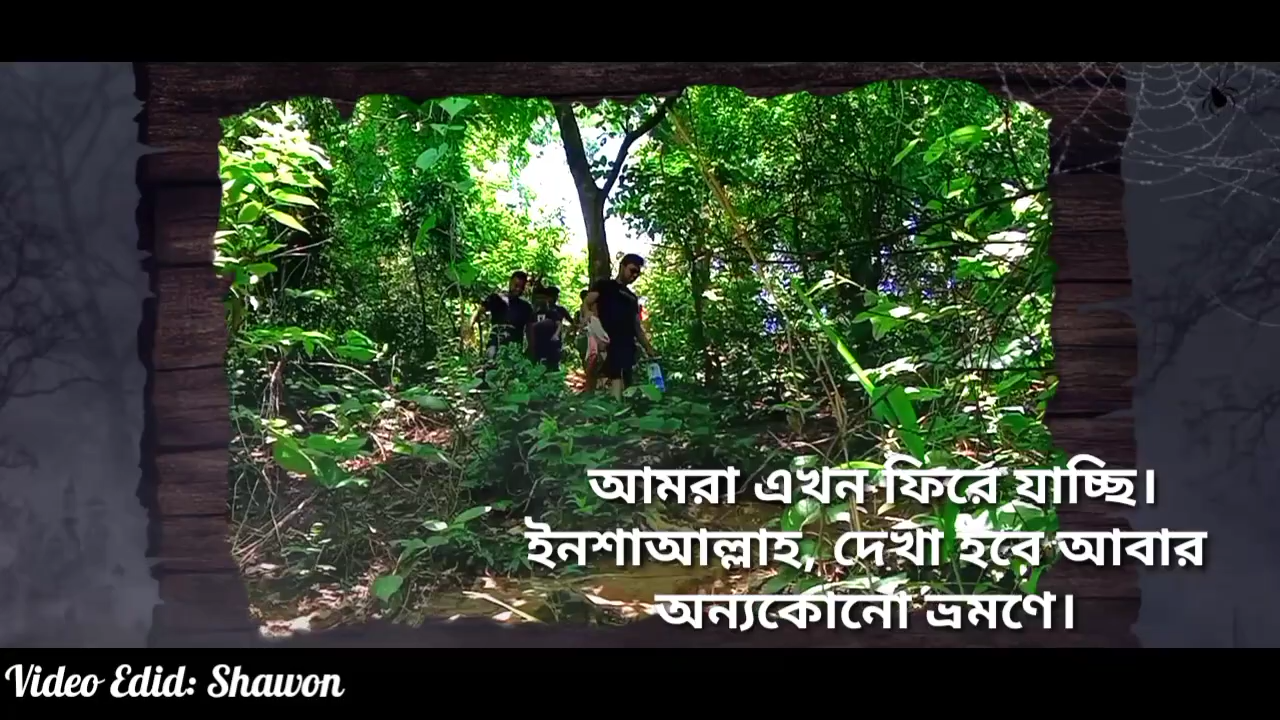 আমরা এখন ফিরে যাচ্ছি।
ইনশাআল্লাহ, দেখা হবে আবার
অন্যকোনো ভ্রমণে।
Video Edid: Shawon